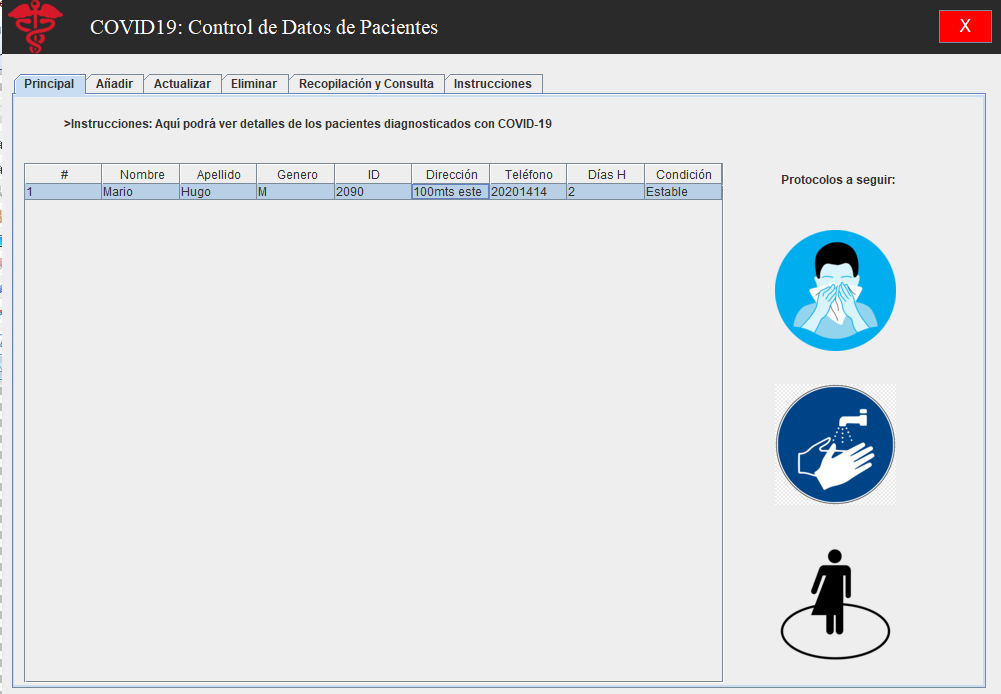 COVID19: Control de Datos de Pacientes
X
Principal Añadir Actualizar Eliminar Recopilación y Consulta Instrucciones
>Instrucciones: Aquí podrá ver detalles de los pacientes diagnosticados con COVID-19
# Nombre Apellido Genero ID Dirección Teléfono Días H Condición
1 Mario Hugo M 2090 100mts este 20201414 2 Estable
Protocolos a seguir: